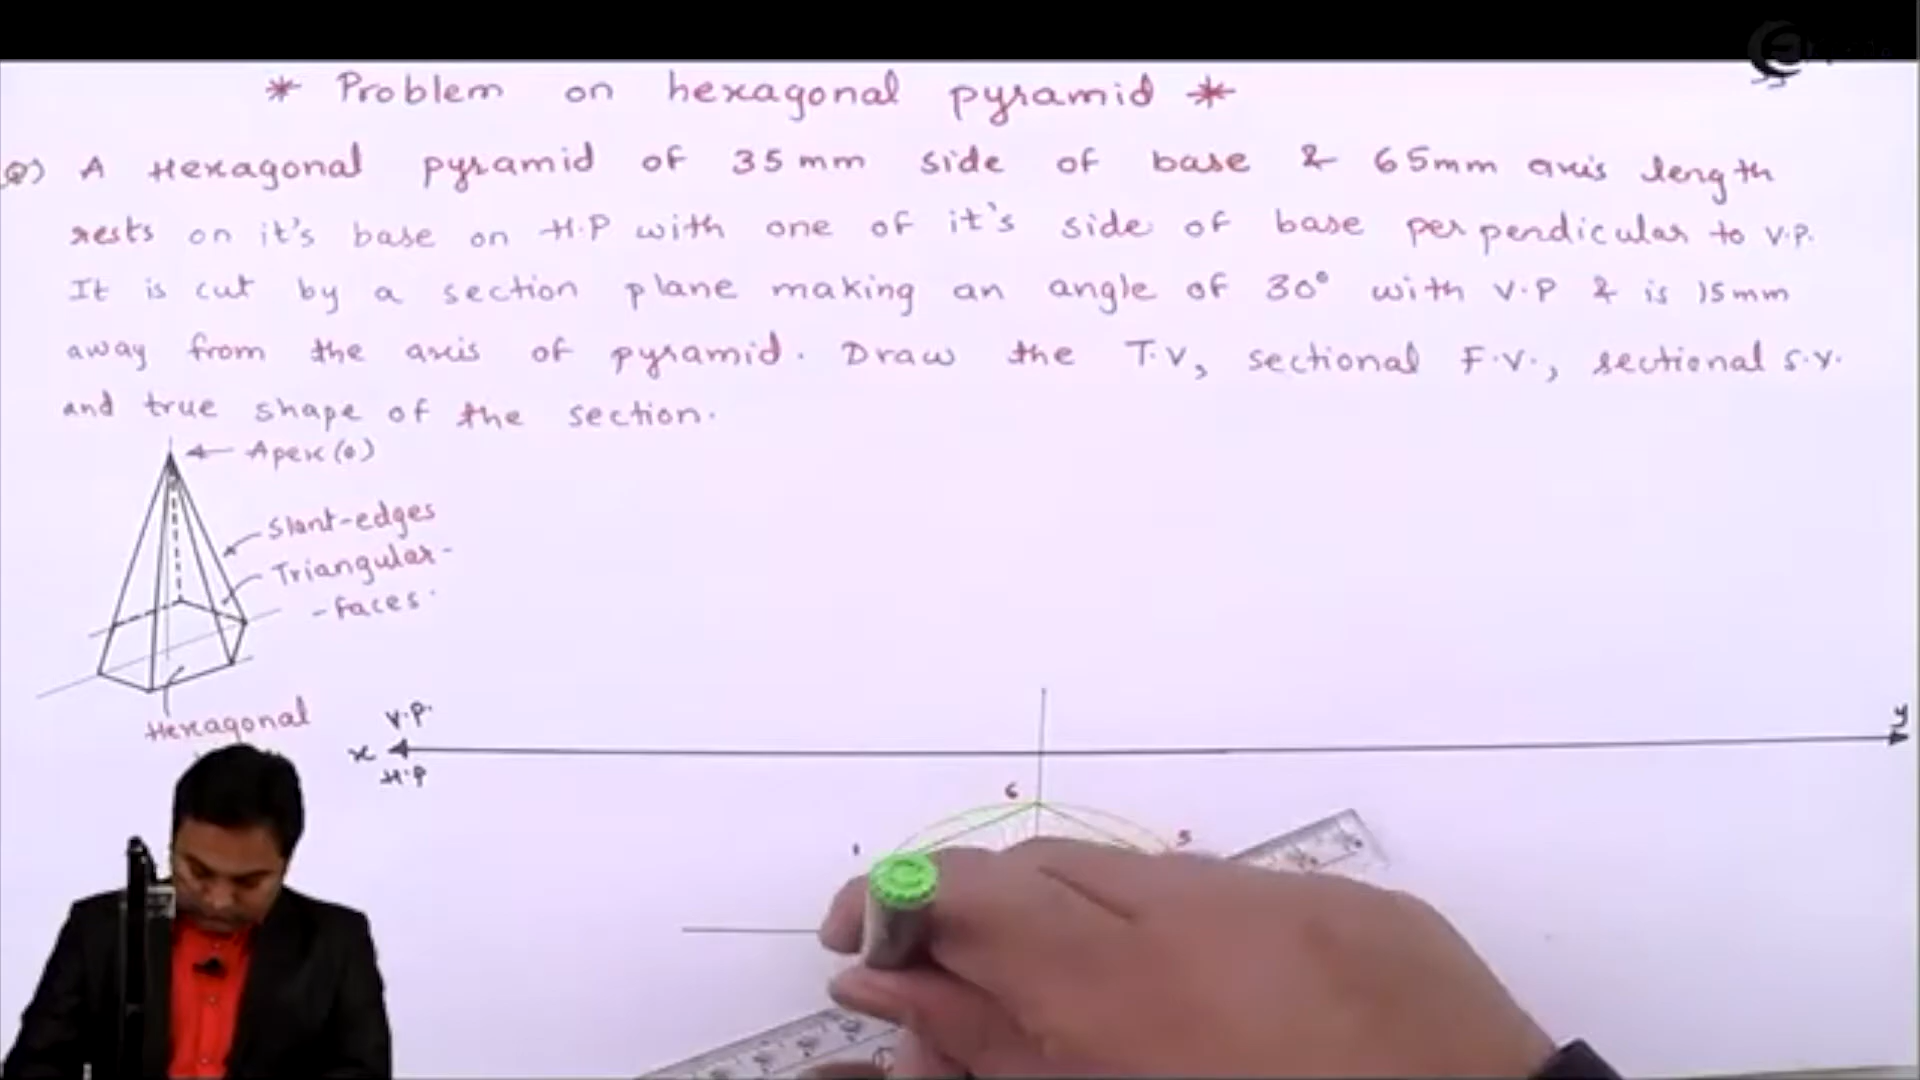 * Problem on hexagonal pyramid *
Q) A Hexagonal pyramid of 35 mm side of base & 65mm axis length
rests on it's base on H.P with one of it's side of base perpendicular to V.P.
It is cut by a section plane making an angle of 30° with V.P & is 15mm
away from the axis of pyramid. Draw the T.V, sectional F.V., sectional S.V.
and true shape of the section.
Apex (o)
Slant-edges
Triangular-
-faces.
Hexagonal
V.P.
x
y
H.P
6
1
5